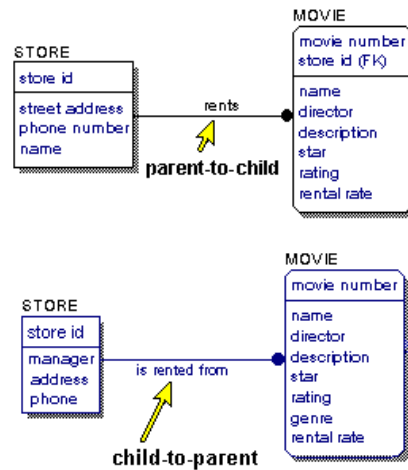 MOVIE
movie number
store id (FK)
name
director
description
star
rating
rental rate
STORE
store id
street address
phone number
name
rents
parent-to-child
MOVIE
movie number
name
director
description
star
rating
genre
rental rate
STORE
store id
manager
address
phone
is rented from
child-to-parent